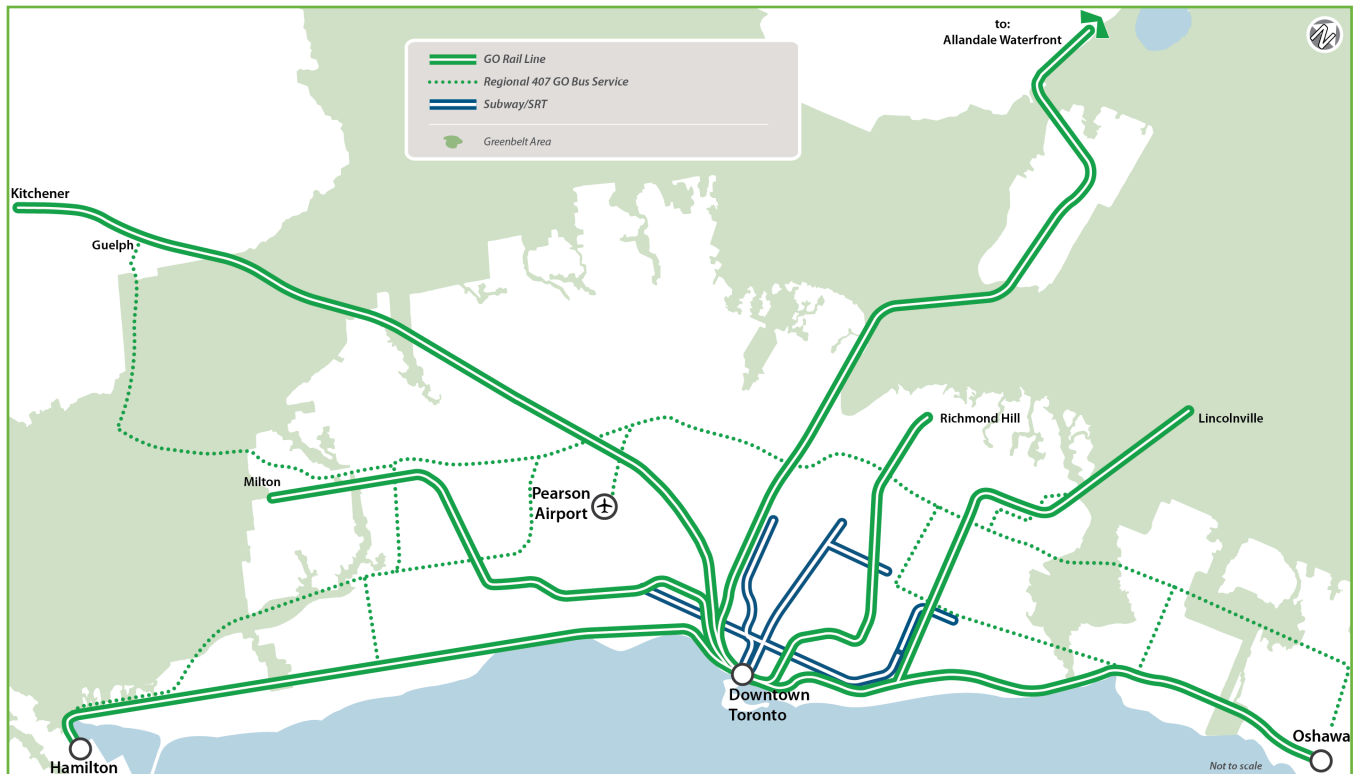 to:
Allandale Waterfront
GO Rail Line
Regional 407 GO Bus Service
Subway/SRT
Greenbelt Area
Kitchener
Guelph
Richmond Hill
Lincolnville
Milton
Pearson
Airport
Downtown
Toronto
Oshawa
Hamilton
Not to scale